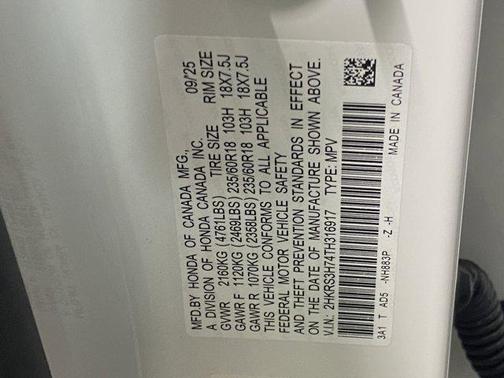 MFD.BY HONDA OF CANADA MFG., 09/25
A DIVISION OF HONDA CANADA INC.
TIRE SIZE RIM SIZE
GVWR 2160KG (4761LBS)
GAWR F 1120KG (2469LBS) 235/60R18 103H 18X7.5J
GAWR R 1070KG (2358LBS) 235/60R18 103H 18X7.5J
THIS VEHICLE CONFORMS TO ALL APPLICABLE
FEDERAL MOTOR VEHICLE SAFETY
AND THEFT PREVENTION STANDARDS IN EFFECT
ON THE DATE OF MANUFACTURE SHOWN ABOVE.
V.I.N.: 2HKRS3H74TH316917 TYPE: MPV
3A1 T AD5 -NH883P -Z -H MADE IN CANADA